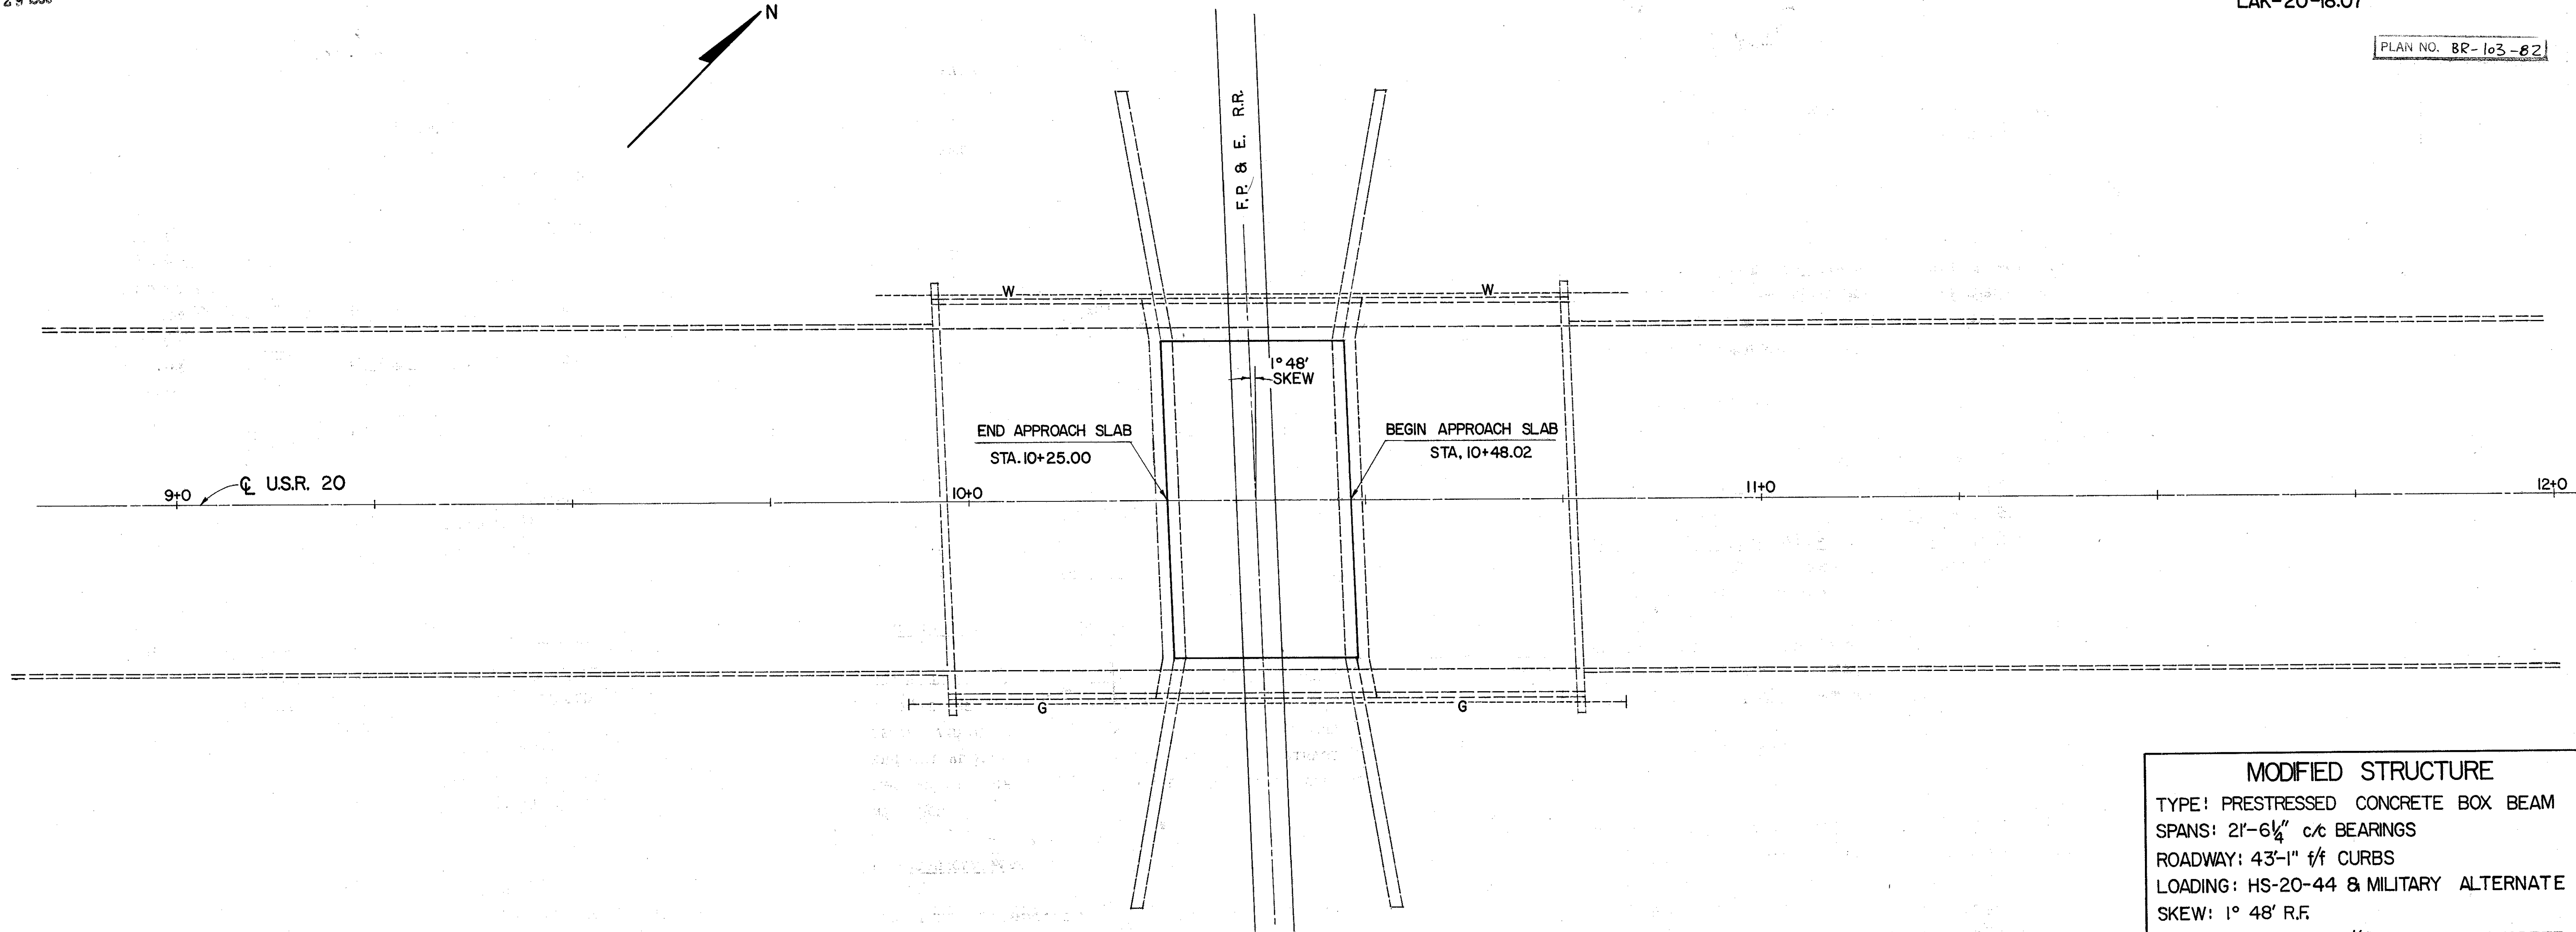 LAK-20-18.07
PLAN NO. BR-103-82
N
F.P. & E. R.R.
W
W
1° 48'
SKEW
END APPROACH SLAB
STA. 10+25.00
BEGIN APPROACH SLAB
STA, 10+48.02
9+0
℄ U.S.R. 20
10+0
11+0
12+0
G
G
MODIFIED STRUCTURE
TYPE: PRESTRESSED CONCRETE BOX BEAM
SPANS: 21'-6¼" c/c BEARINGS
ROADWAY: 43'-1" f/f CURBS
LOADING: HS-20-44 & MILITARY ALTERNATE
SKEW: 1° 48' R.F.